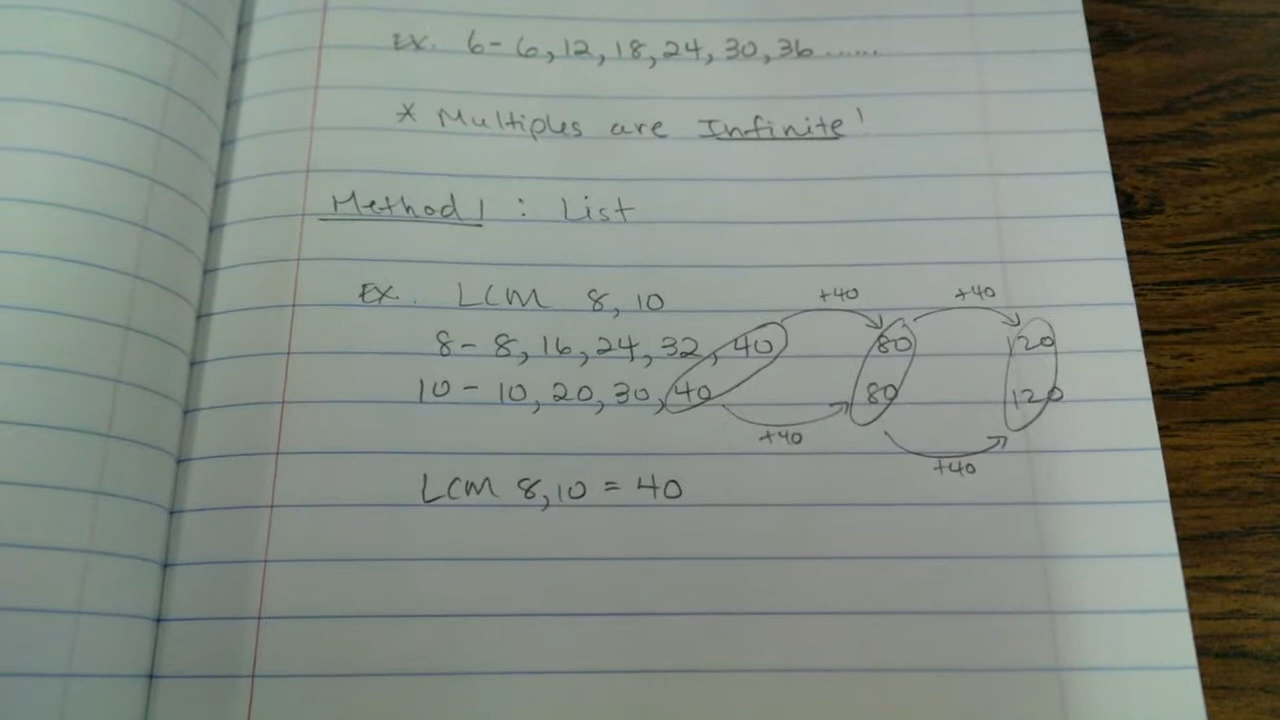 Ex. 6- 6, 12, 18, 24, 30, 36......
* Multiples are Infinite!
Method 1 : List
Ex. LCM 8, 10
+40 +40
8 - 8, 16, 24, 32, 40 80 120
10 - 10, 20, 30, 40 80 120
+40 +40
LCM 8, 10 = 40